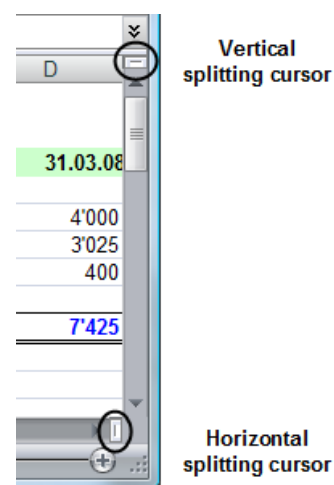 Vertical
splitting cursor
D
31.03.08
4'000
3'025
400
7'425
Horizontal
splitting cursor